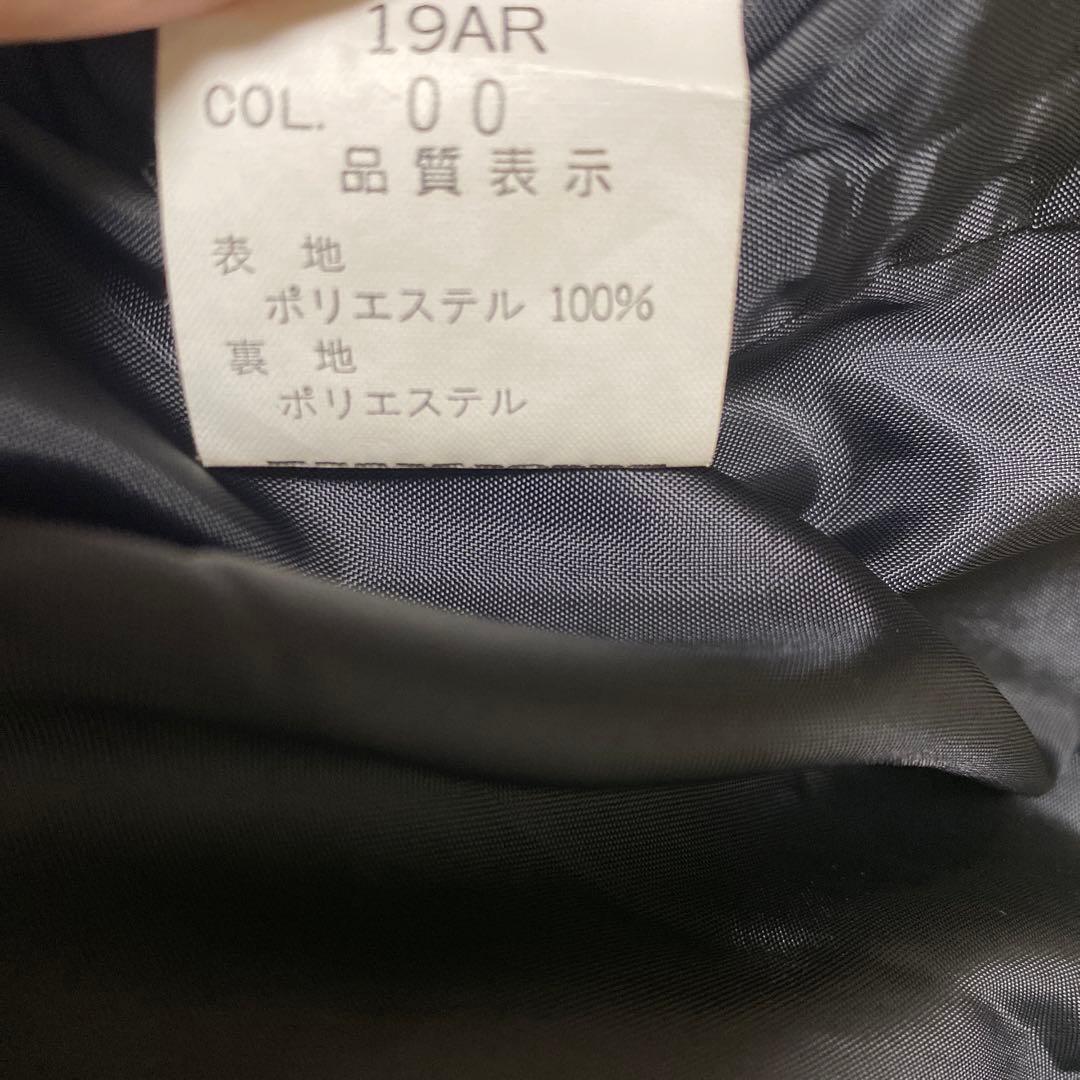 19AR
COL. 00
品質表示
表 地
ポリエステル 100%
裏 地
ポリエステル